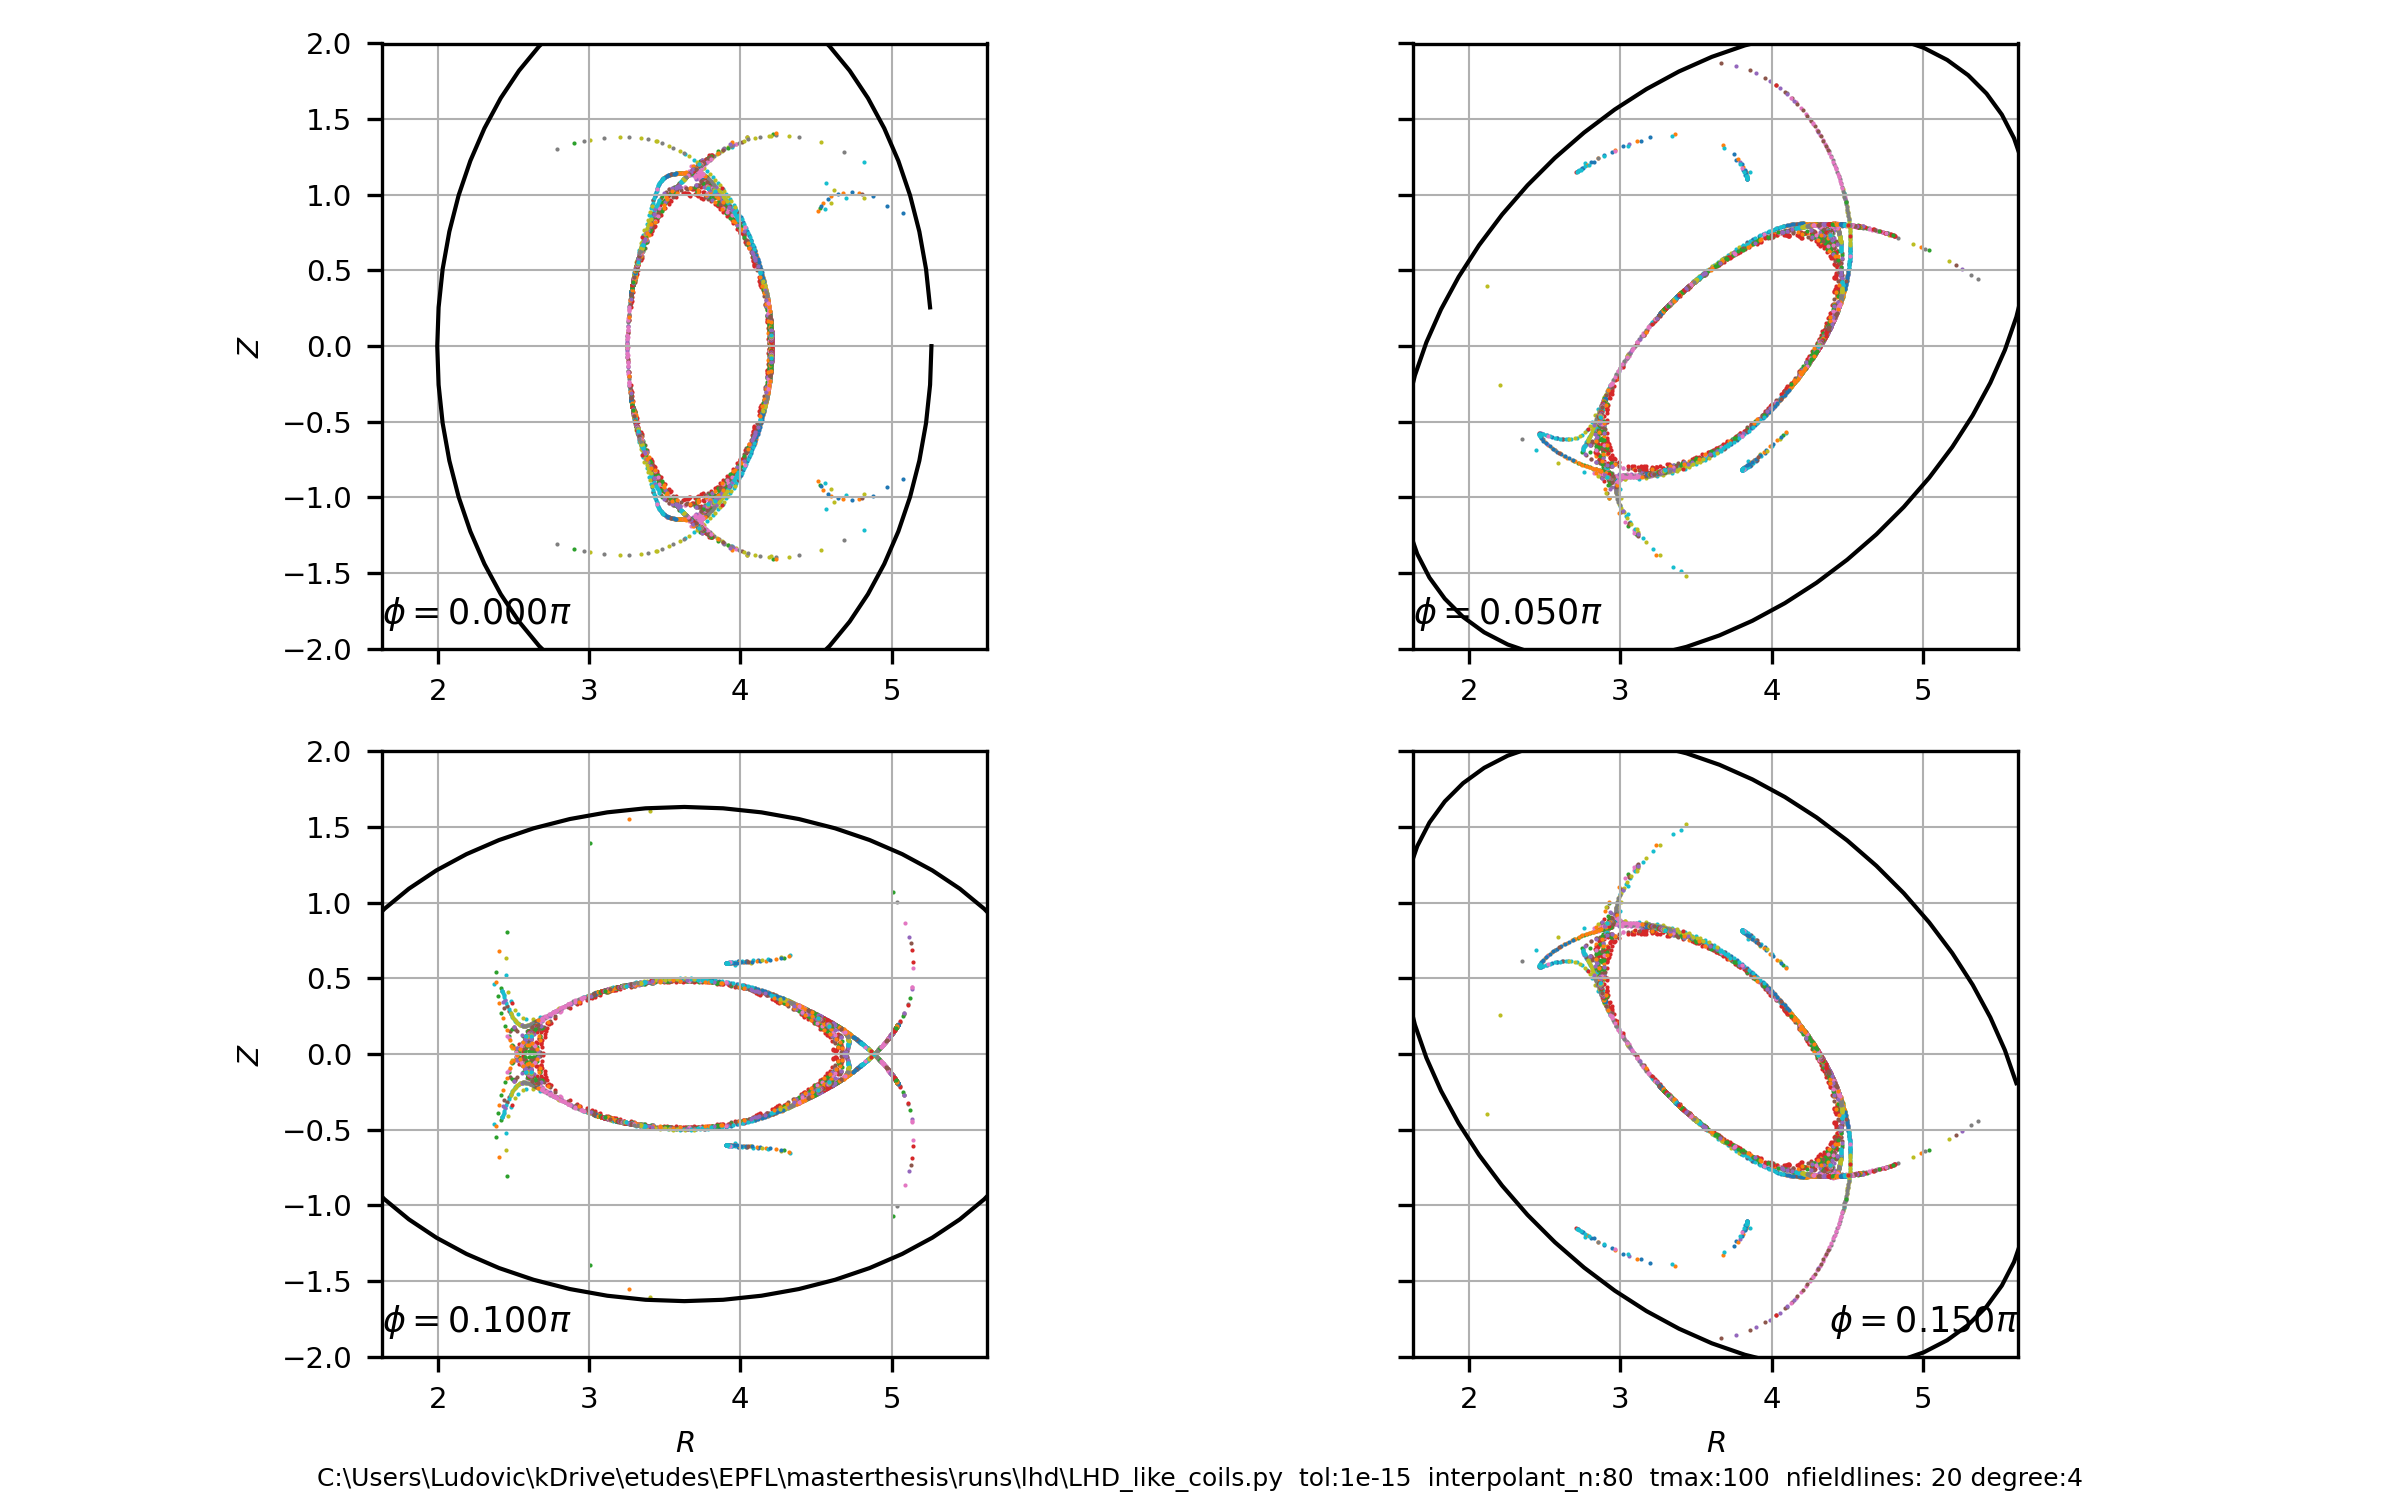 2.0
1.5
1.0
0.5
0.0
−0.5
−1.0
−1.5
−2.0
Z
2 3 4 5
ϕ = 0.000π
2 3 4 5
ϕ = 0.050π
2.0
1.5
1.0
0.5
0.0
−0.5
−1.0
−1.5
−2.0
Z
2 3 4 5
R
ϕ = 0.100π
2 3 4 5
R
ϕ = 0.150π
C:\Users\Ludovic\kDrive\etudes\EPFL\masterthesis\runs\lhd\LHD_like_coils.py tol:1e-15 interpolant_n:80 tmax:100 nfieldlines: 20 degree:4